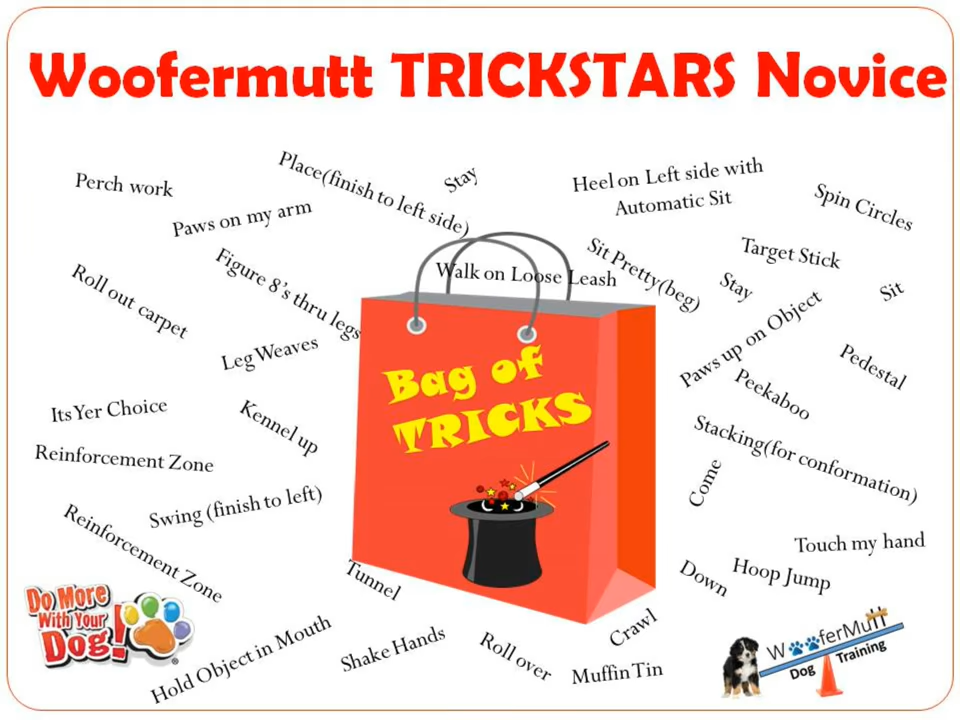 Woofermutt TRICKSTARS Novice
Perch work
Place(finish to left side)
Stay
Heel on Left side with
Automatic Sit
Spin Circles
Paws on my arm
Figure 8's thru legs
Walk on Loose Leash
Sit Pretty(beg)
Target Stick
Stay
Sit
Roll out carpet
Leg Weaves
Paws up on Object
Pedestal
Peekaboo
Bag of
TRICKS
Its Yer Choice
Kennel up
Stacking(for conformation)
Reinforcement Zone
Come
Swing (finish to left)
Reinforcement Zone
Touch my hand
Tunnel
Down
Hoop Jump
Do More
With Your
Dog!
Hold Object in Mouth
Shake Hands
Roll over
Crawl
Muffin Tin
WooferMutt
Dog Training